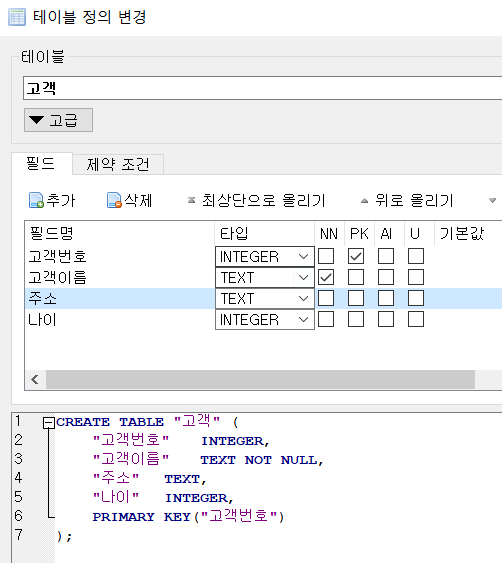 테이블 정의 변경
테이블
고객
고급
필드 제약 조건
추가 삭제 최상단으로 올리기 위로 올리기
필드명 타입 NN PK AI U 기본값
고객번호 INTEGER
고객이름 TEXT
주소 TEXT
나이 INTEGER
1 CREATE TABLE "고객" (
2 "고객번호" INTEGER,
3 "고객이름" TEXT NOT NULL,
4 "주소" TEXT,
5 "나이" INTEGER,
6 PRIMARY KEY("고객번호")
7 );